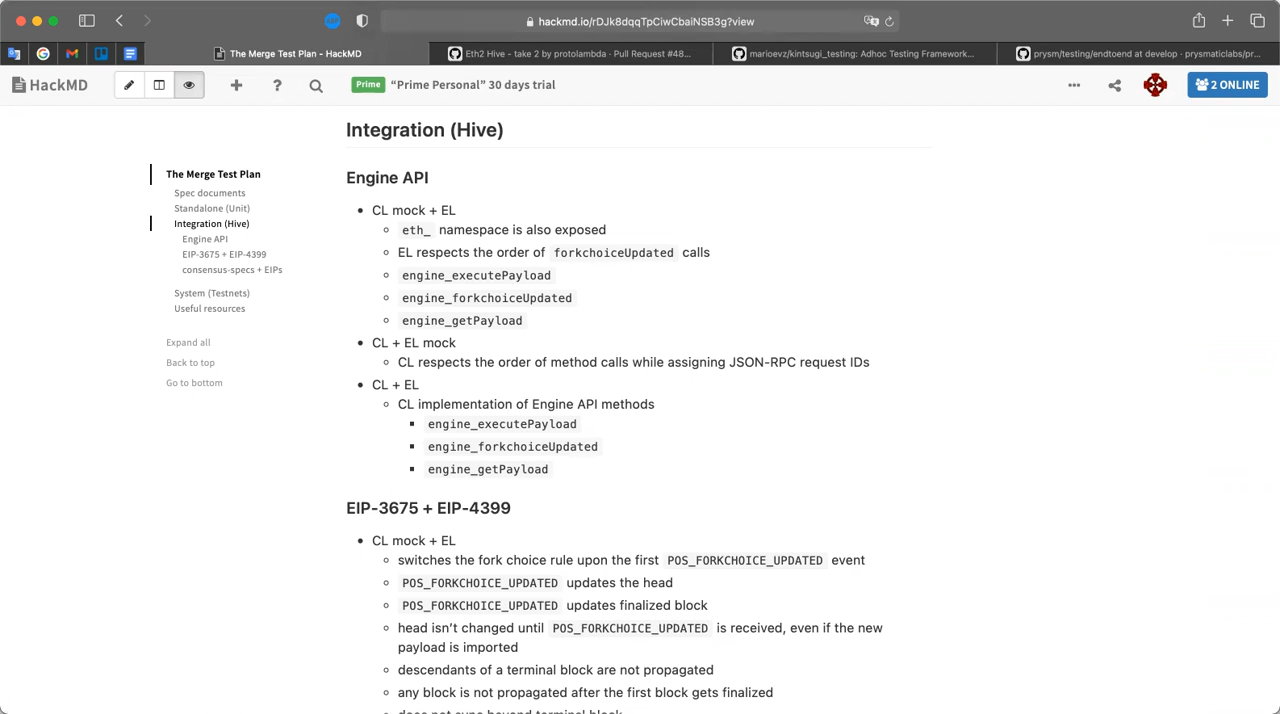 hackmd.io/rDJk8dqqTpCiwCbaiNSB3g?view
The Merge Test Plan - HackMD
Eth2 Hive - take 2 by protolambda · Pull Request #48...
marioevz/kintsugi_testing: Adhoc Testing Framework...
prysm/testing/endtoend at develop · prysmaticlabs/pr...
HackMD
Prime “Prime Personal” 30 days trial
2 ONLINE
The Merge Test Plan
Spec documents
Standalone (Unit)
Integration (Hive)
Engine API
EIP-3675 + EIP-4399
consensus-specs + EIPs
System (Testnets)
Useful resources
Expand all
Back to top
Go to bottom
Integration (Hive)
Engine API
• CL mock + EL
◦ eth_ namespace is also exposed
◦ EL respects the order of forkchoiceUpdated calls
◦ engine_executePayload
◦ engine_forkchoiceUpdated
◦ engine_getPayload
• CL + EL mock
◦ CL respects the order of method calls while assigning JSON-RPC request IDs
• CL + EL
◦ CL implementation of Engine API methods
▪ engine_executePayload
▪ engine_forkchoiceUpdated
▪ engine_getPayload
EIP-3675 + EIP-4399
• CL mock + EL
◦ switches the fork choice rule upon the first POS_FORKCHOICE_UPDATED event
◦ POS_FORKCHOICE_UPDATED updates the head
◦ POS_FORKCHOICE_UPDATED updates finalized block
◦ head isn’t changed until POS_FORKCHOICE_UPDATED is received, even if the new
payload is imported
◦ descendants of a terminal block are not propagated
◦ any block is not propagated after the first block gets finalized
◦ does not sync beyond terminal block